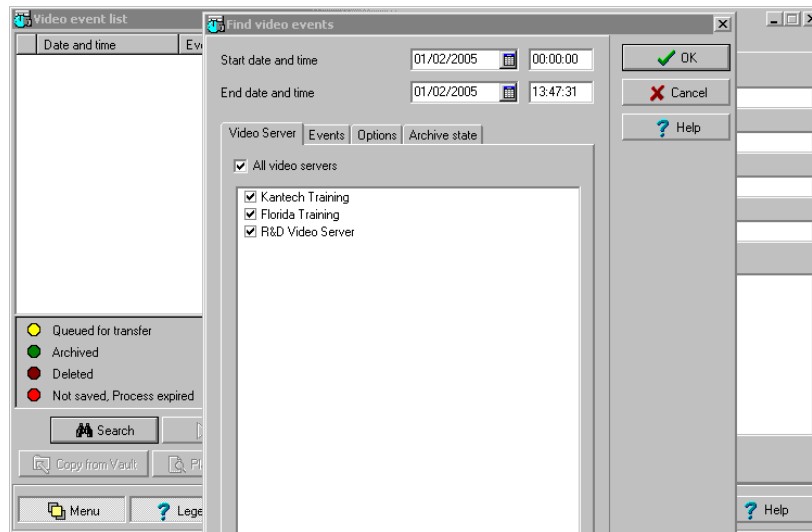 Video event list
Date and time
Find video events
Start date and time
01/02/2005
00:00:00
End date and time
01/02/2005
13:47:31
OK
Cancel
Help
Video Server
Events
Options
Archive state
All video servers
Kantech Training
Florida Training
R&D Video Server
Queued for transfer
Archived
Deleted
Not saved, Process expired
Search
Copy from Vault
Menu
Help